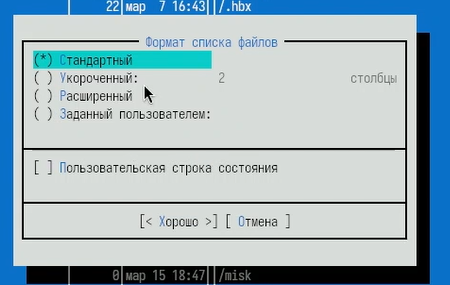 22 мар 7 16:43 /.hbx
Формат списка файлов
(*) Стандартный
( ) Укороченный: 2 столбцы
( ) Расширенный
( ) Заданный пользователем:
[ ] Пользовательская строка состояния
[< Хорошо >] [ Отмена ]
0 мар 15 18:47 /misk